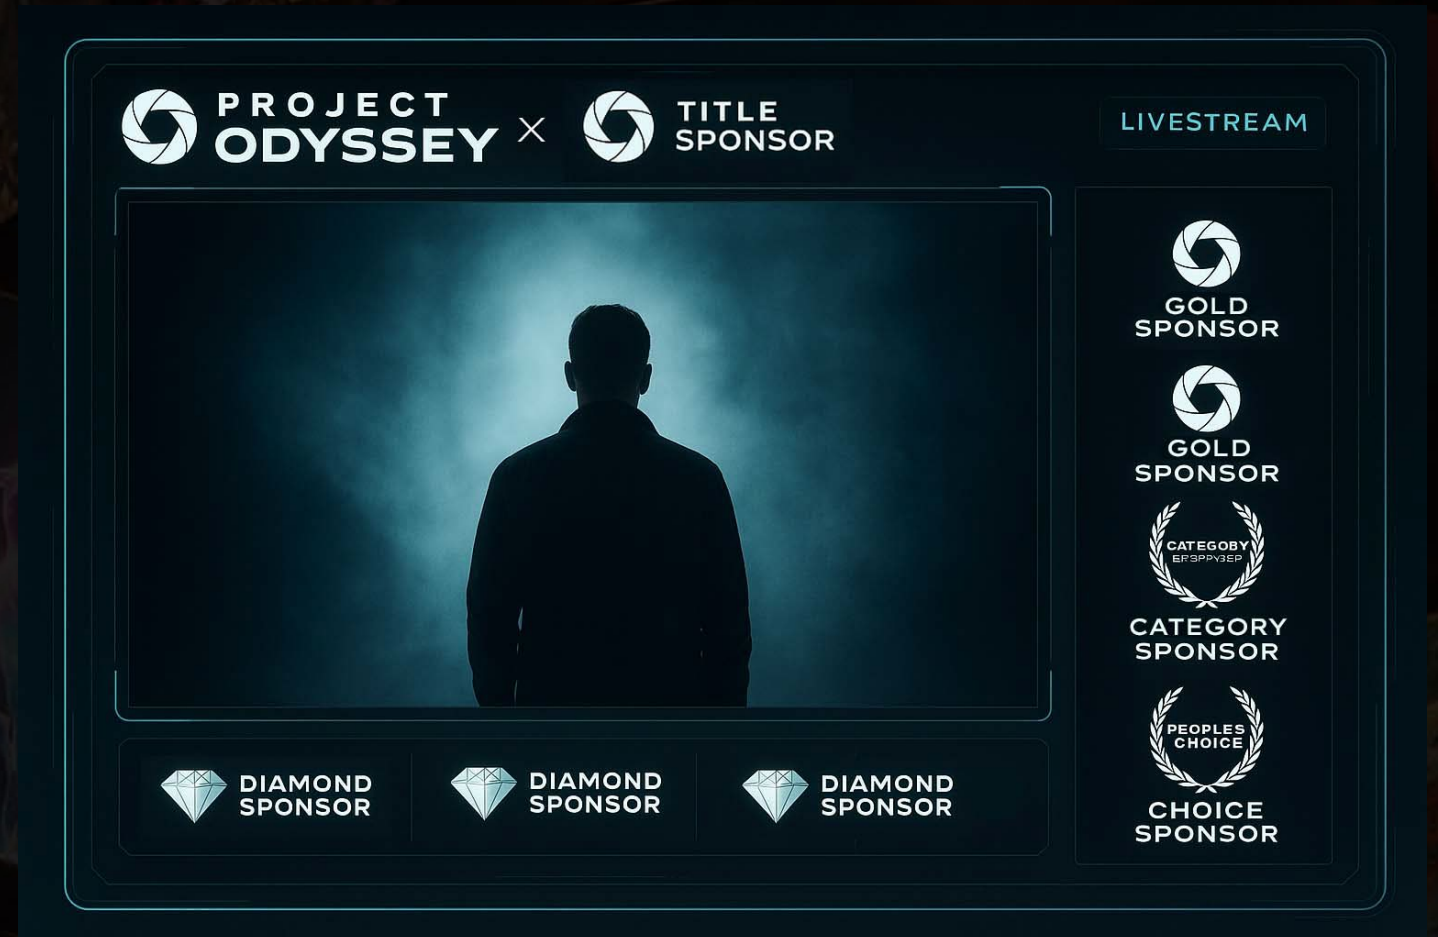 PROJECT
ODYSSEY
X
TITLE
SPONSOR
LIVESTREAM
GOLD
SPONSOR
GOLD
SPONSOR
CATEGOBY
CATEGORY
SPONSOR
PEOPLES
CHOICE
CHOICE
SPONSOR
DIAMOND
SPONSOR
DIAMOND
SPONSOR
DIAMOND
SPONSOR